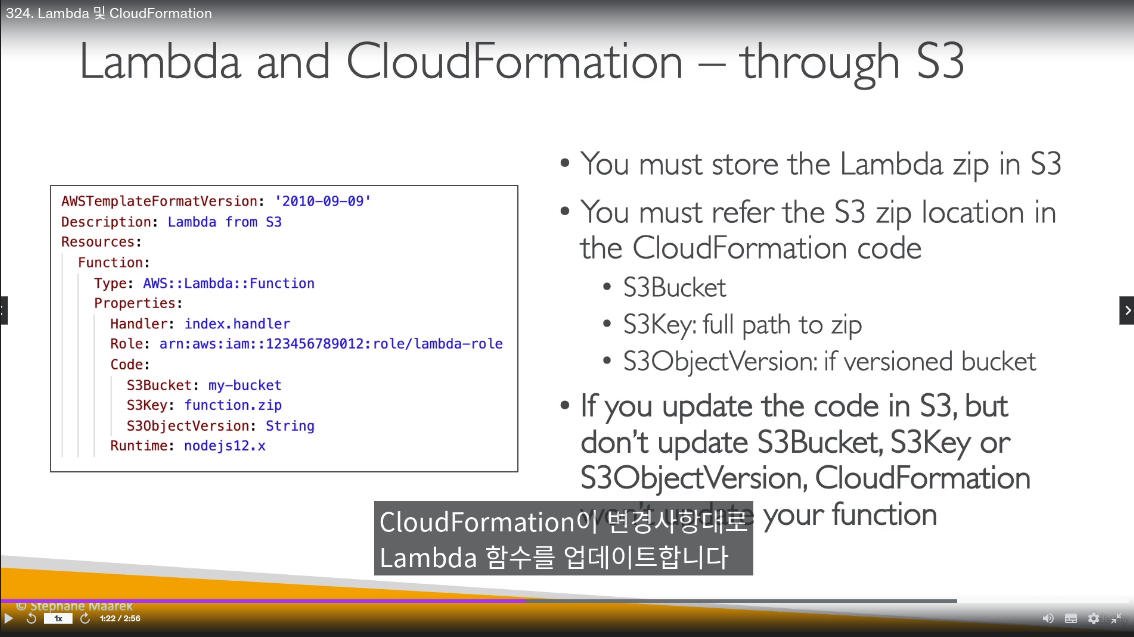 324. Lambda 및 CloudFormation
Lambda and CloudFormation – through S3
AWSTemplateFormatVersion: '2010-09-09'
Description: Lambda from S3
Resources:
Function:
Type: AWS::Lambda::Function
Properties:
Handler: index.handler
Role: arn:aws:iam::123456789012:role/lambda-role
Code:
S3Bucket: my-bucket
S3Key: function.zip
S3ObjectVersion: String
Runtime: nodejs12.x
• You must store the Lambda zip in S3
• You must refer the S3 zip location in
the CloudFormation code
• S3Bucket
• S3Key: full path to zip
• S3ObjectVersion: if versioned bucket
• If you update the code in S3, but
don't update S3Bucket, S3Key or
S3ObjectVersion, CloudFormation
won't update your function
CloudFormation이 변경사항대로
Lambda 함수를 업데이트합니다
© Stephane Maarek
1x
1:22 / 2:56